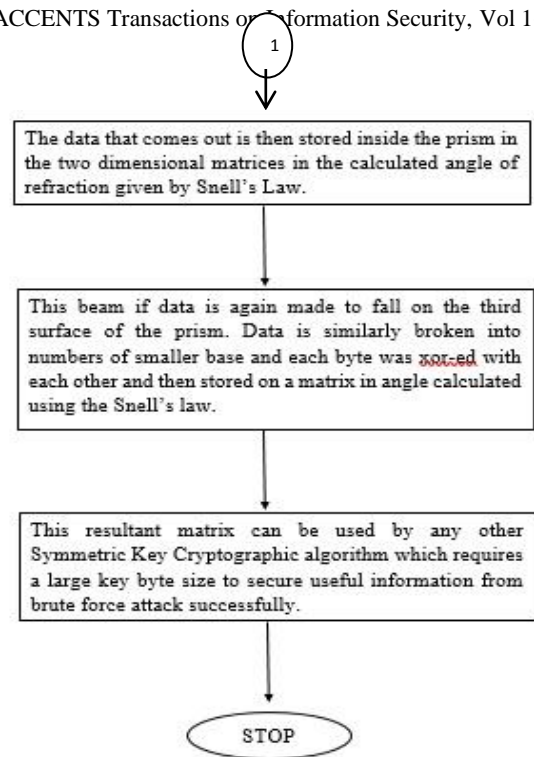 ACCENTS Transactions on Information Security, Vol 1
1
The data that comes out is then stored inside the prism in
the two dimensional matrices in the calculated angle of
refraction given by Snell's Law.
This beam if data is again made to fall on the third
surface of the prism. Data is similarly broken into
numbers of smaller base and each byte was xor-ed with
each other and then stored on a matrix in angle calculated
using the Snell's law.
This resultant matrix can be used by any other
Symmetric Key Cryptographic algorithm which requires
a large key byte size to secure useful information from
brute force attack successfully.
STOP